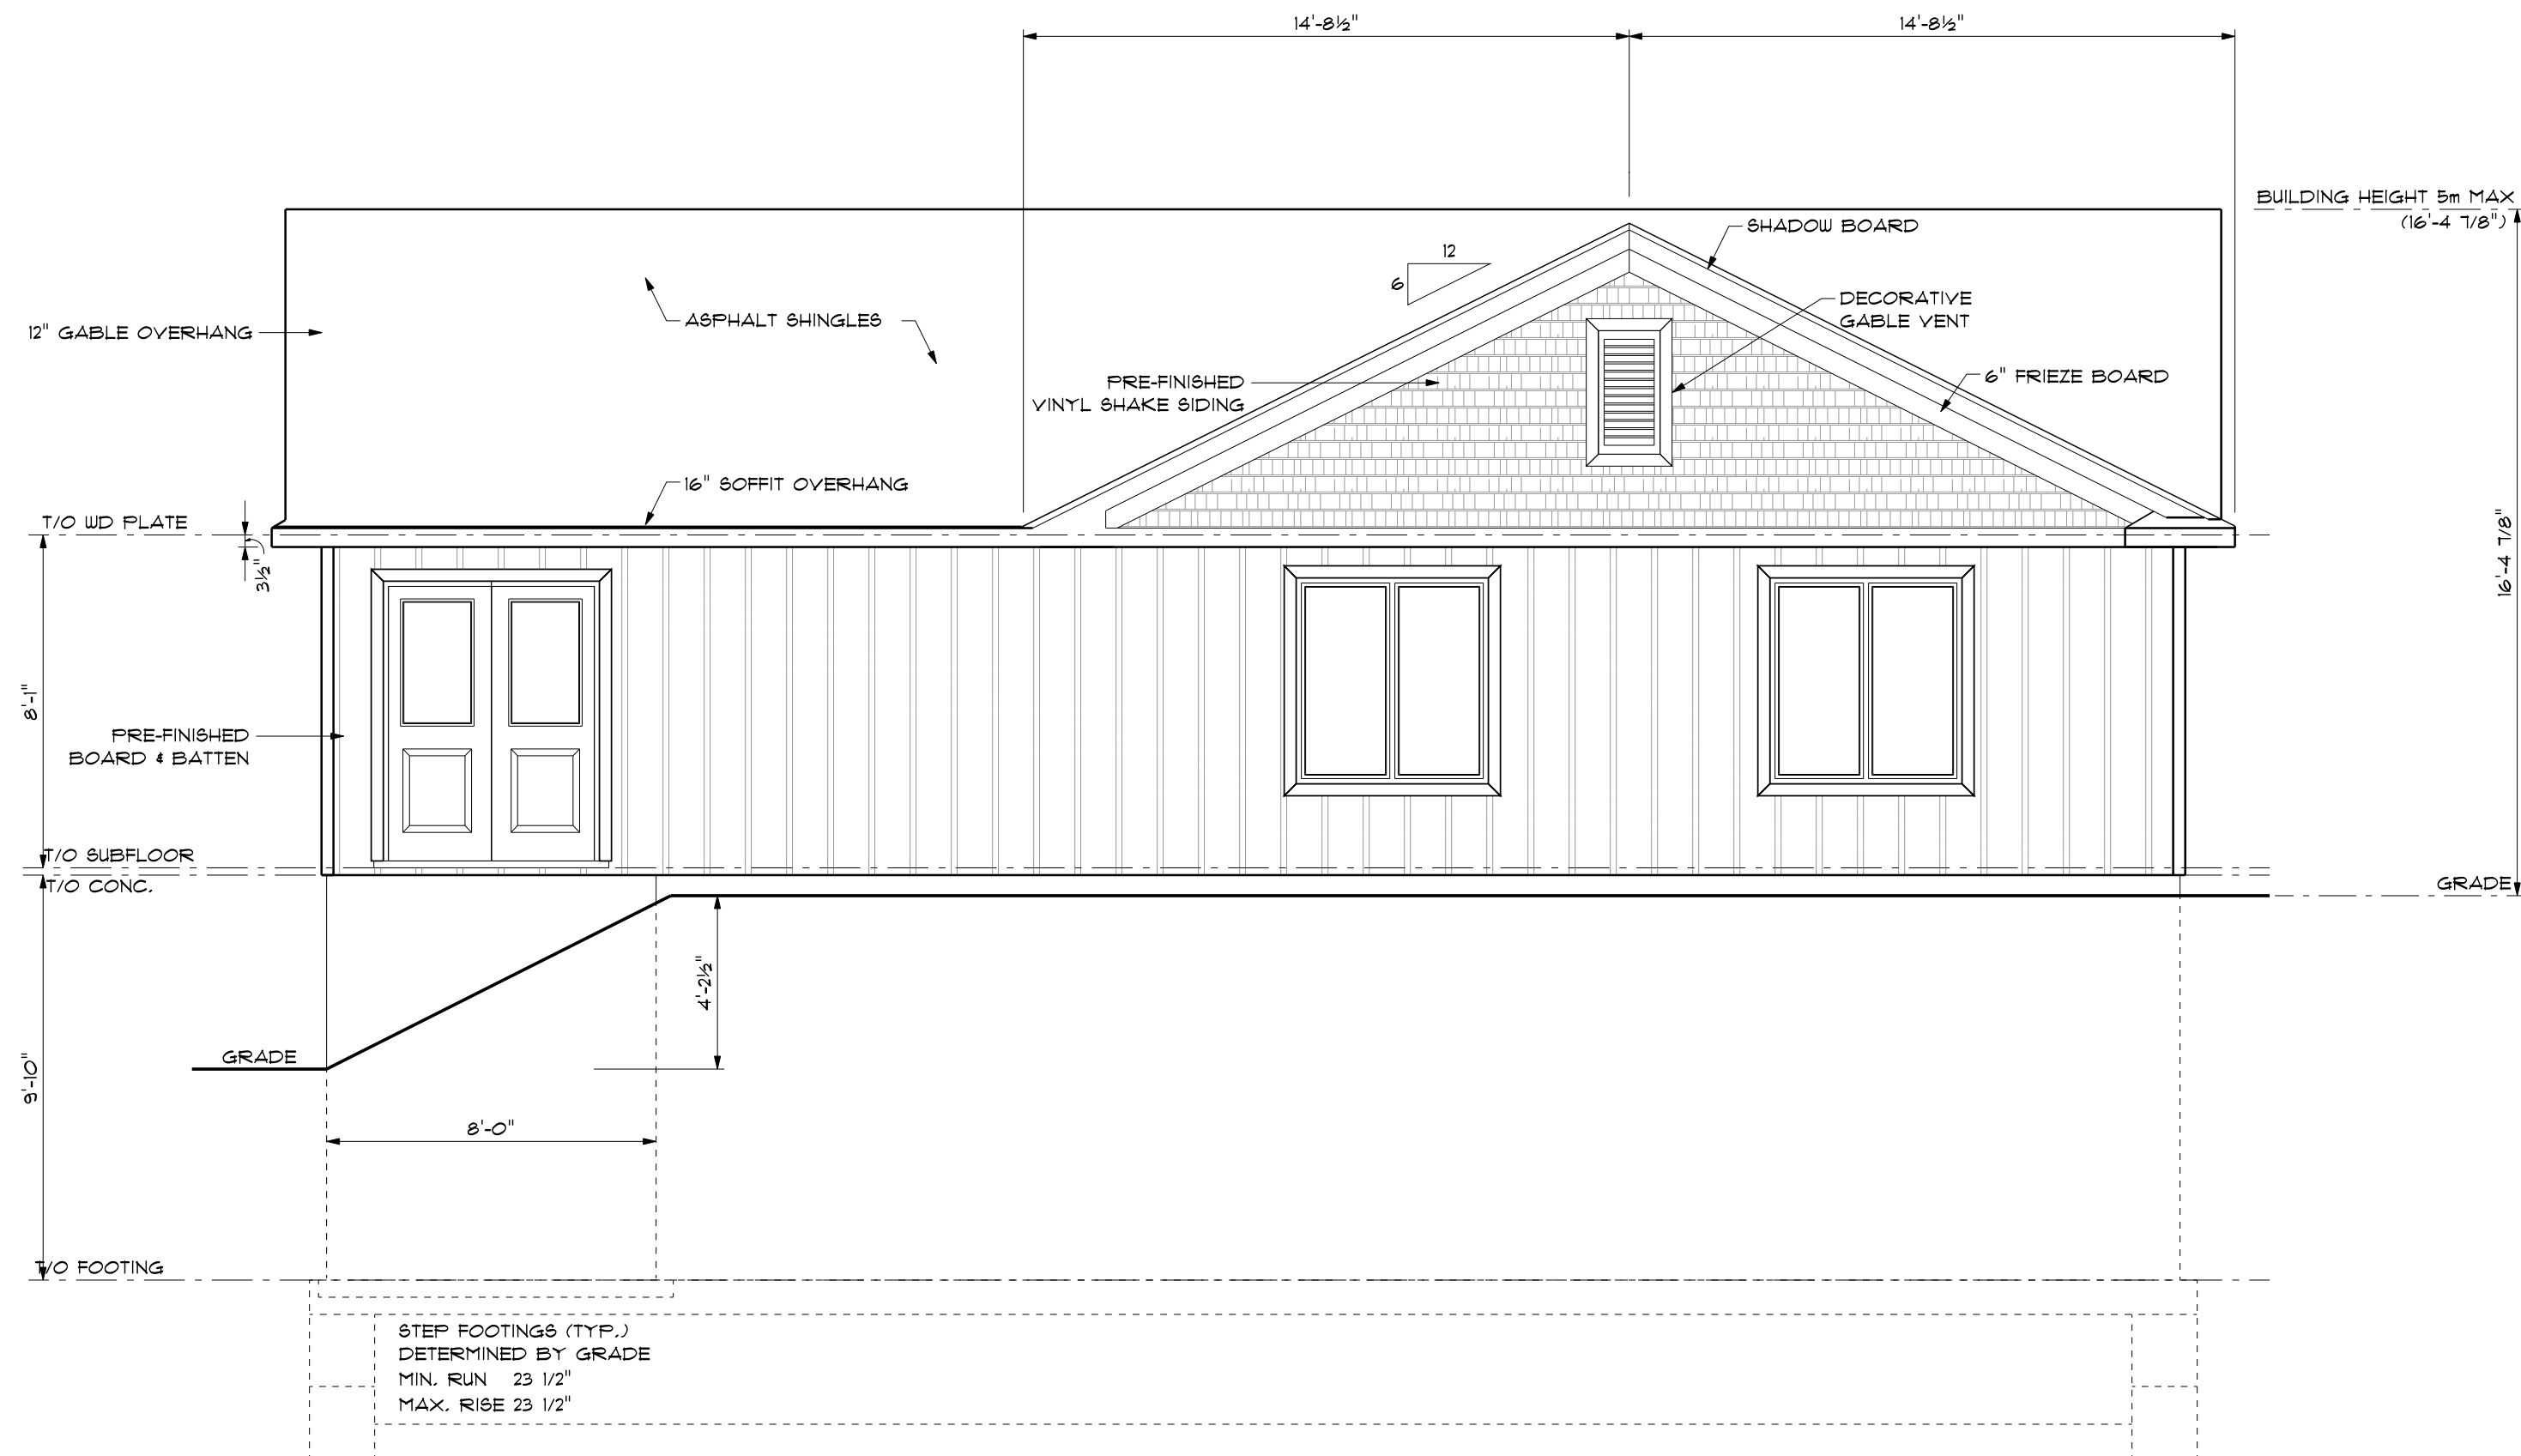 14'-8½"
14'-8½"
BUILDING HEIGHT 5m MAX
(16'-4 7/8")
SHADOW BOARD
12
6
DECORATIVE
GABLE VENT
ASPHALT SHINGLES
12" GABLE OVERHANG
PRE-FINISHED
VINYL SHAKE SIDING
6" FRIEZE BOARD
16" SOFFIT OVERHANG
T/O WD PLATE
3½"
16'-4 7/8"
8'-1"
PRE-FINISHED
BOARD & BATTEN
T/O SUBFLOOR
T/O CONC.
GRADE
4'-2½"
GRADE
9'-10"
8'-0"
T/O FOOTING
STEP FOOTINGS (TYP.)
DETERMINED BY GRADE
MIN. RUN 23 1/2"
MAX. RISE 23 1/2"